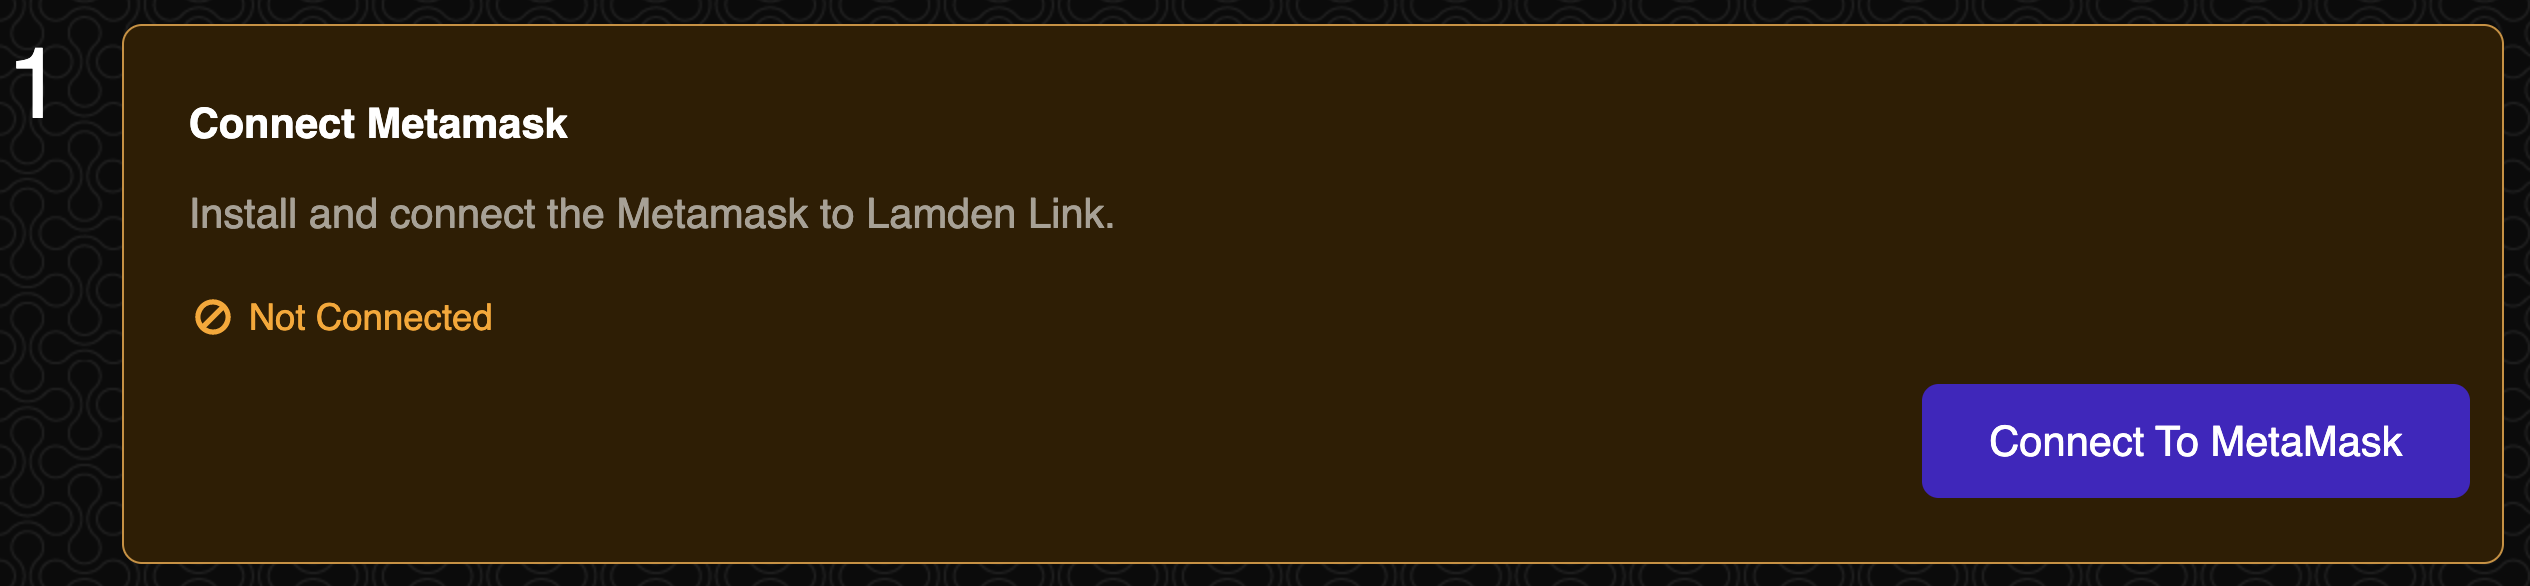 1
Connect Metamask
Install and connect the Metamask to Lamden Link.
Not Connected
Connect To MetaMask